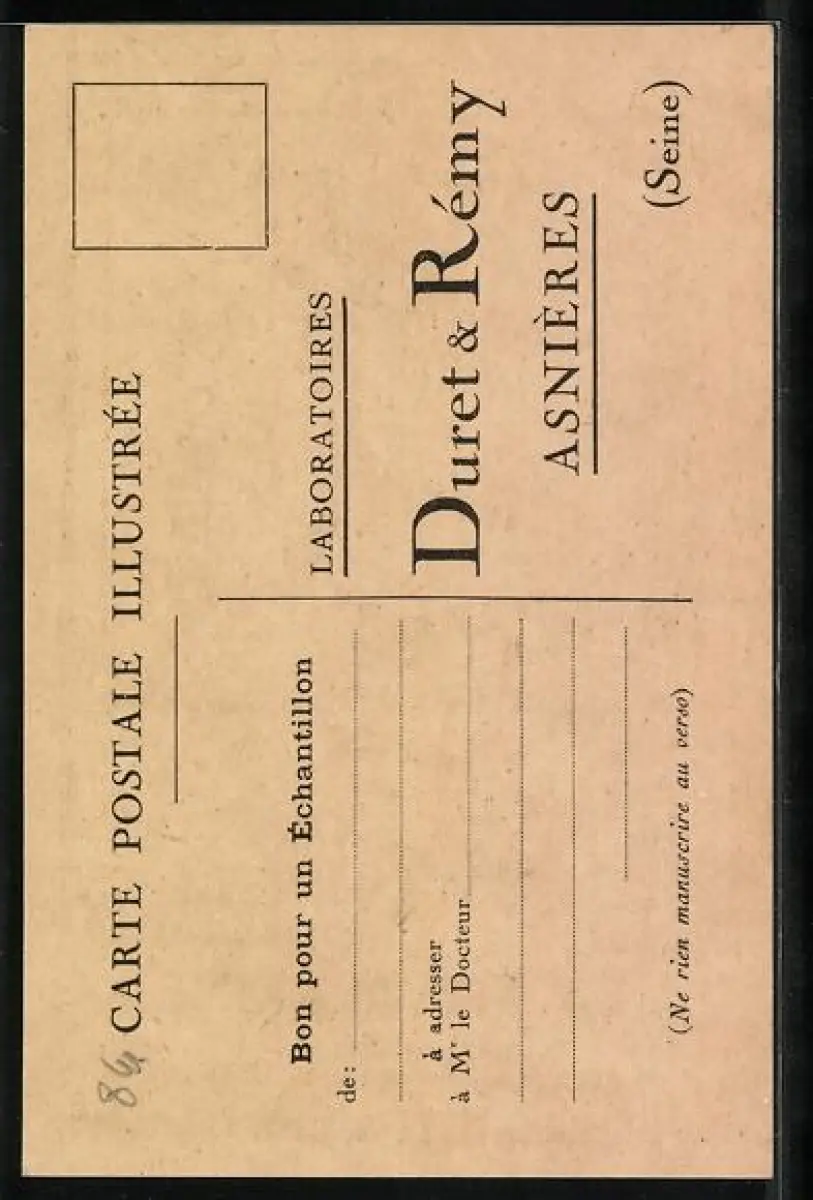 CARTE POSTALE ILLUSTRÉE
Bon pour un Échantillon
de:
à adresser
à Mr le Docteur
(Ne rien manuscrire au verso)
LABORATOIRES
Duret & Rémy
ASNIÈRES
(Seine)